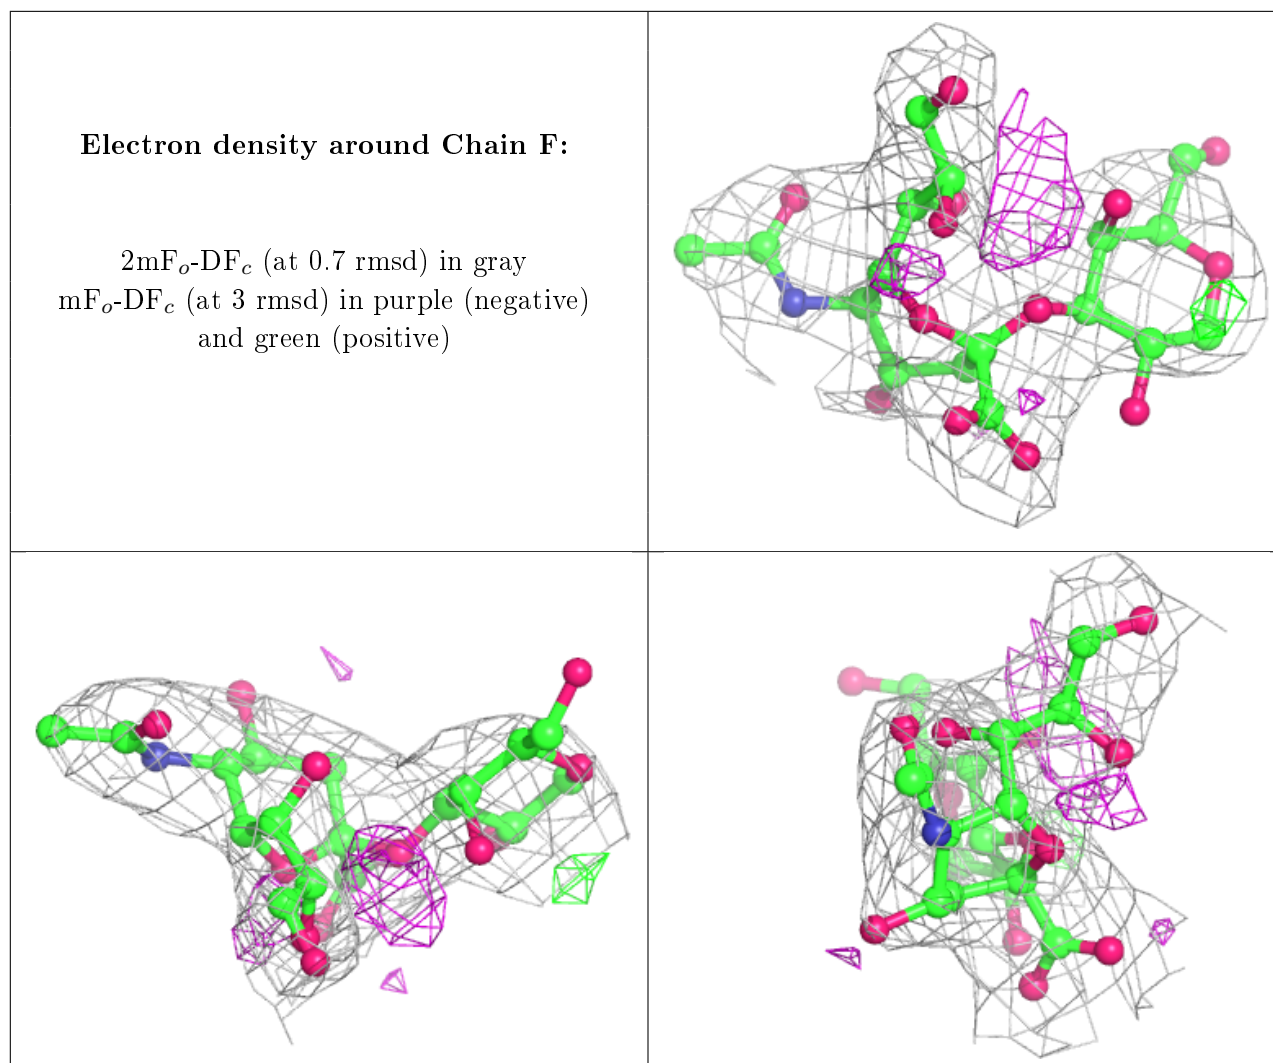 Electron density around Chain F:
2mFₒ-DF𝒸 (at 0.7 rmsd) in gray
mFₒ-DF𝒸 (at 3 rmsd) in purple (negative)
and green (positive)